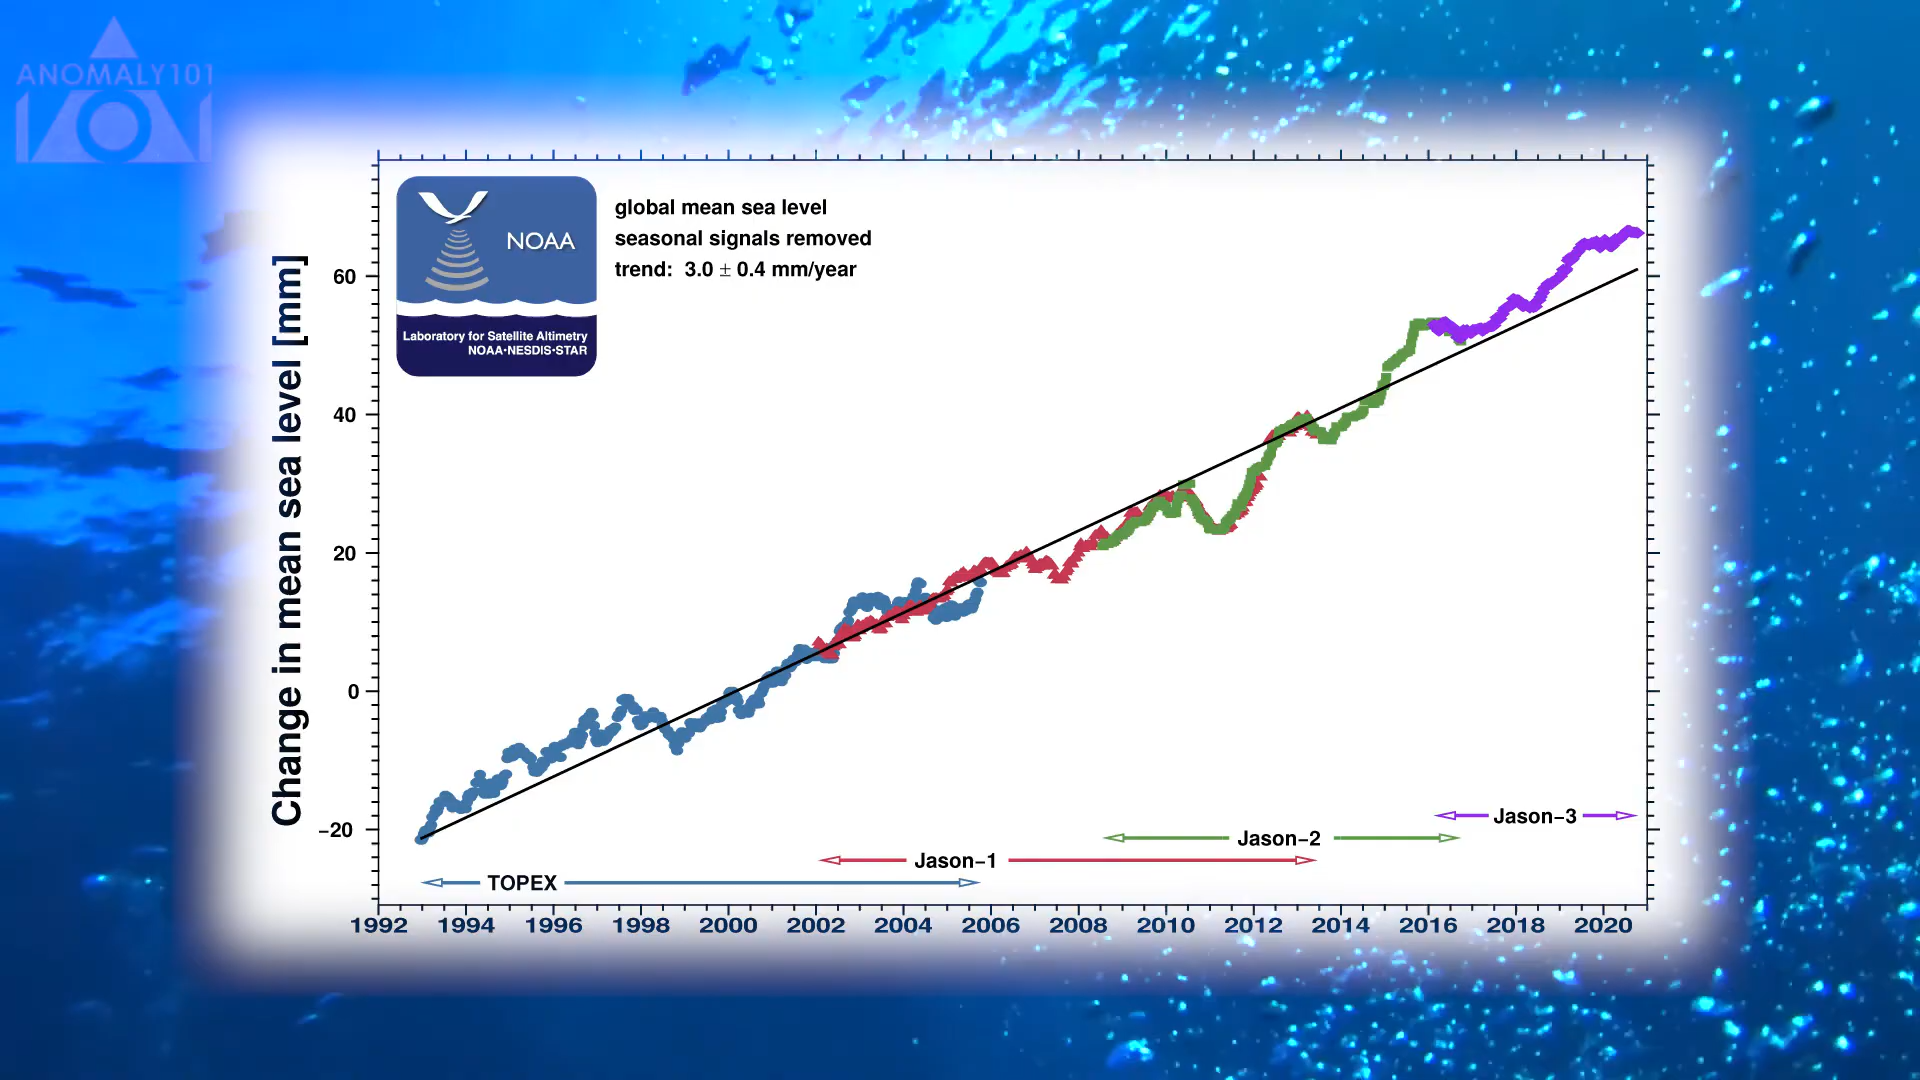 ANOMALY101
NOAA
Laboratory for Satellite Altimetry
NOAA•NESDIS•STAR
global mean sea level
seasonal signals removed
trend: 3.0 ± 0.4 mm/year
Change in mean sea level [mm]
60
40
20
0
−20
Jason−3
Jason−2
Jason−1
TOPEX
1992 1994 1996 1998 2000 2002 2004 2006 2008 2010 2012 2014 2016 2018 2020